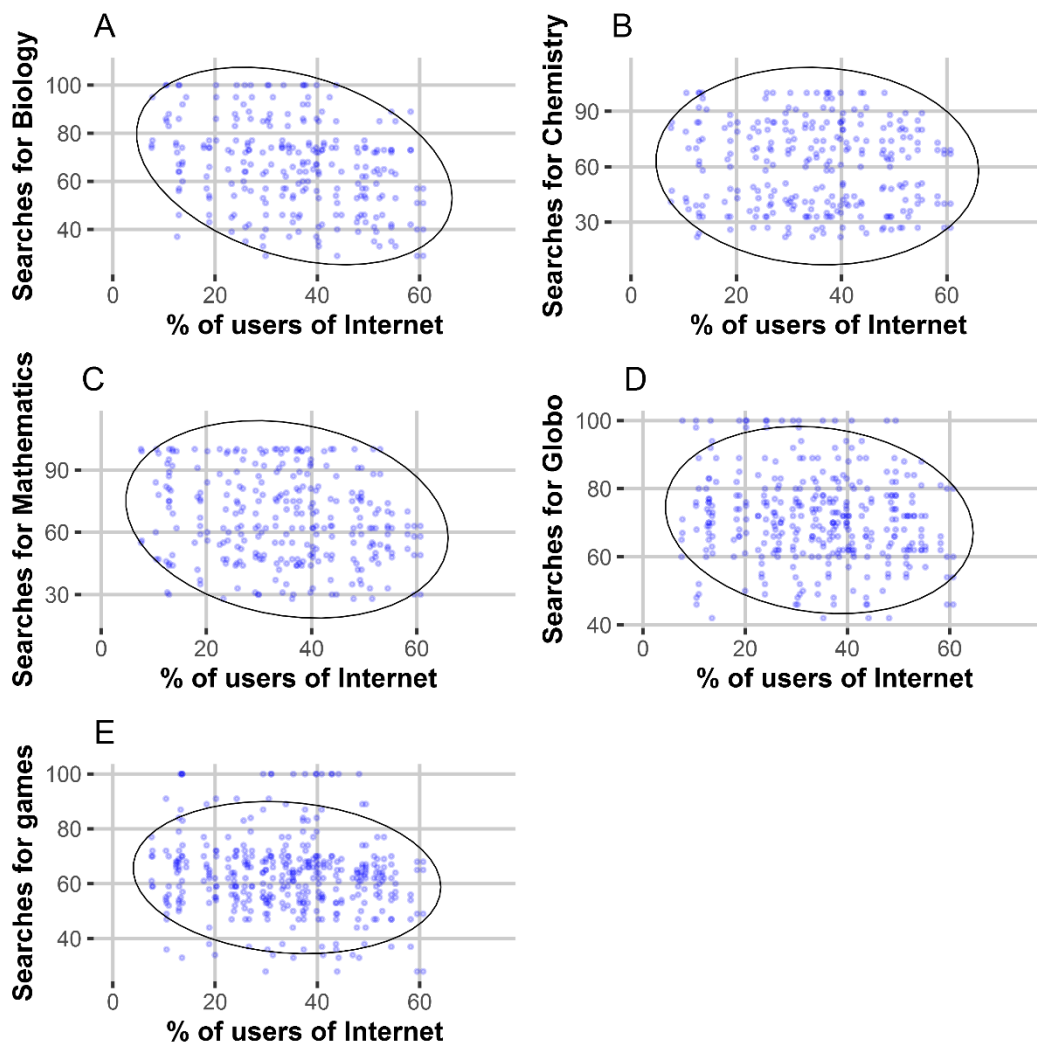 A
Searches for Biology
100
80
60
40
0
20
40
60
% of users of Internet
B
Searches for Chemistry
90
60
30
0
20
40
60
% of users of Internet
C
Searches for Mathematics
90
60
30
0
20
40
60
% of users of Internet
D
Searches for Globo
100
80
60
40
0
20
40
60
% of users of Internet
E
Searches for games
100
80
60
40
0
20
40
60
% of users of Internet